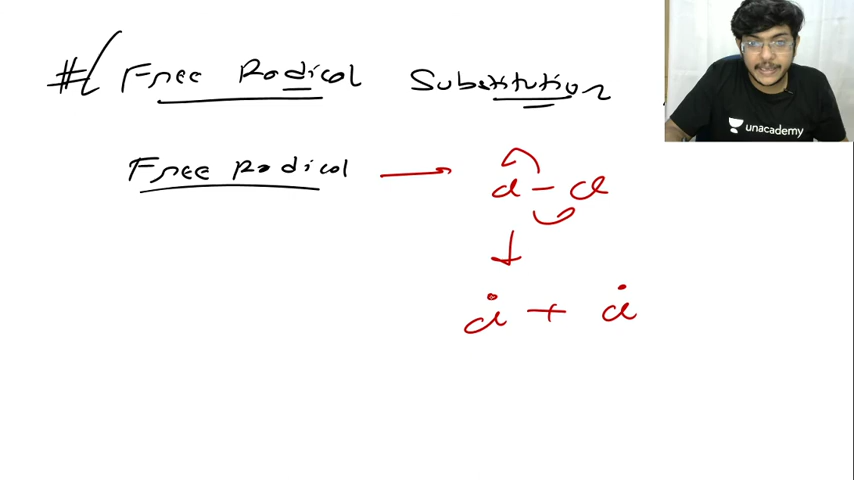 # Free Radical Substitution
unacademy
Free Radical → Cl - Cl
↓
Cl• + Cl•